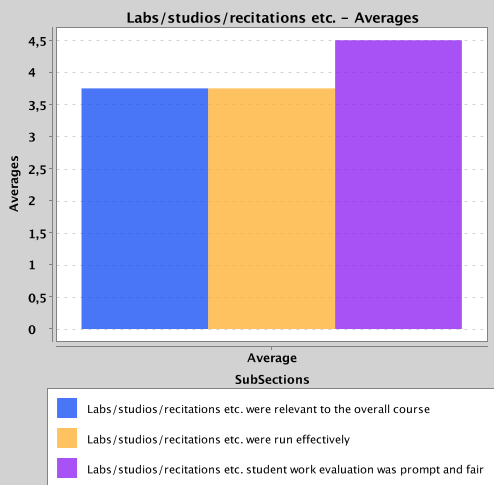 Labs/studios/recitations etc. - Averages
4,5
4
3,5
3
2,5
2
1,5
1
0,5
0
Averages
Average
SubSections
Labs/studios/recitations etc. were relevant to the overall course
Labs/studios/recitations etc. were run effectively
Labs/studios/recitations etc. student work evaluation was prompt and fair